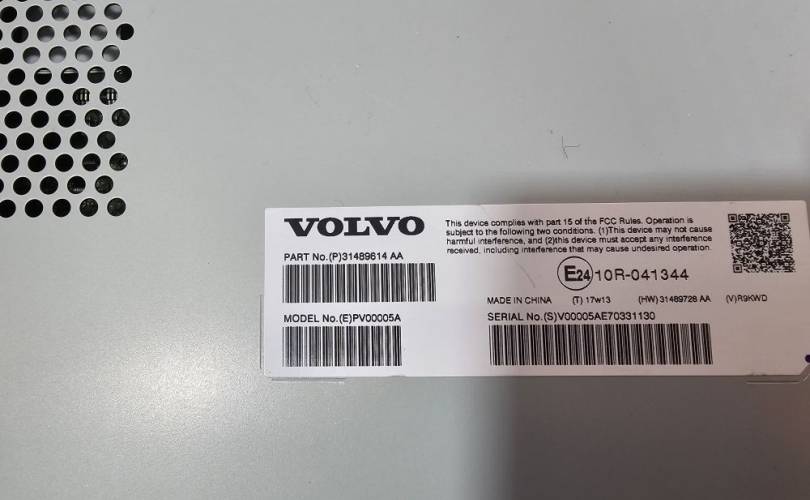 VOLVO
This device complies with part 15 of the FCC Rules. Operation is
subject to the following two conditions. (1)This device may not cause
harmful interference, and (2)this device must accept any interference
received, including interference that may cause undesired operation.
PART No.(P)31489614 AA
E24 10R-041344
MADE IN CHINA (T) 17w13 (HW) 31489728 AA (V)R9KWD
MODEL No.(E)PV00005A
SERIAL No.(S)V00005AE70331130